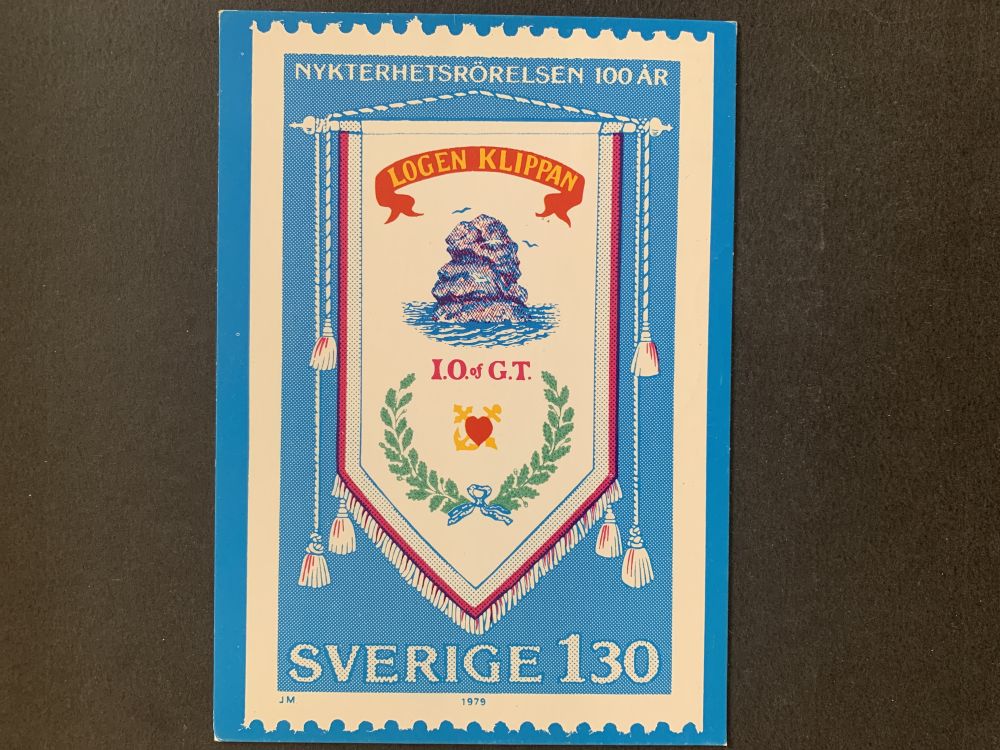 NYKTERHETSRÖRELSEN 100 ÅR
LOGEN KLIPPAN
I.O. of G.T.
SVERIGE 130
JM 1979